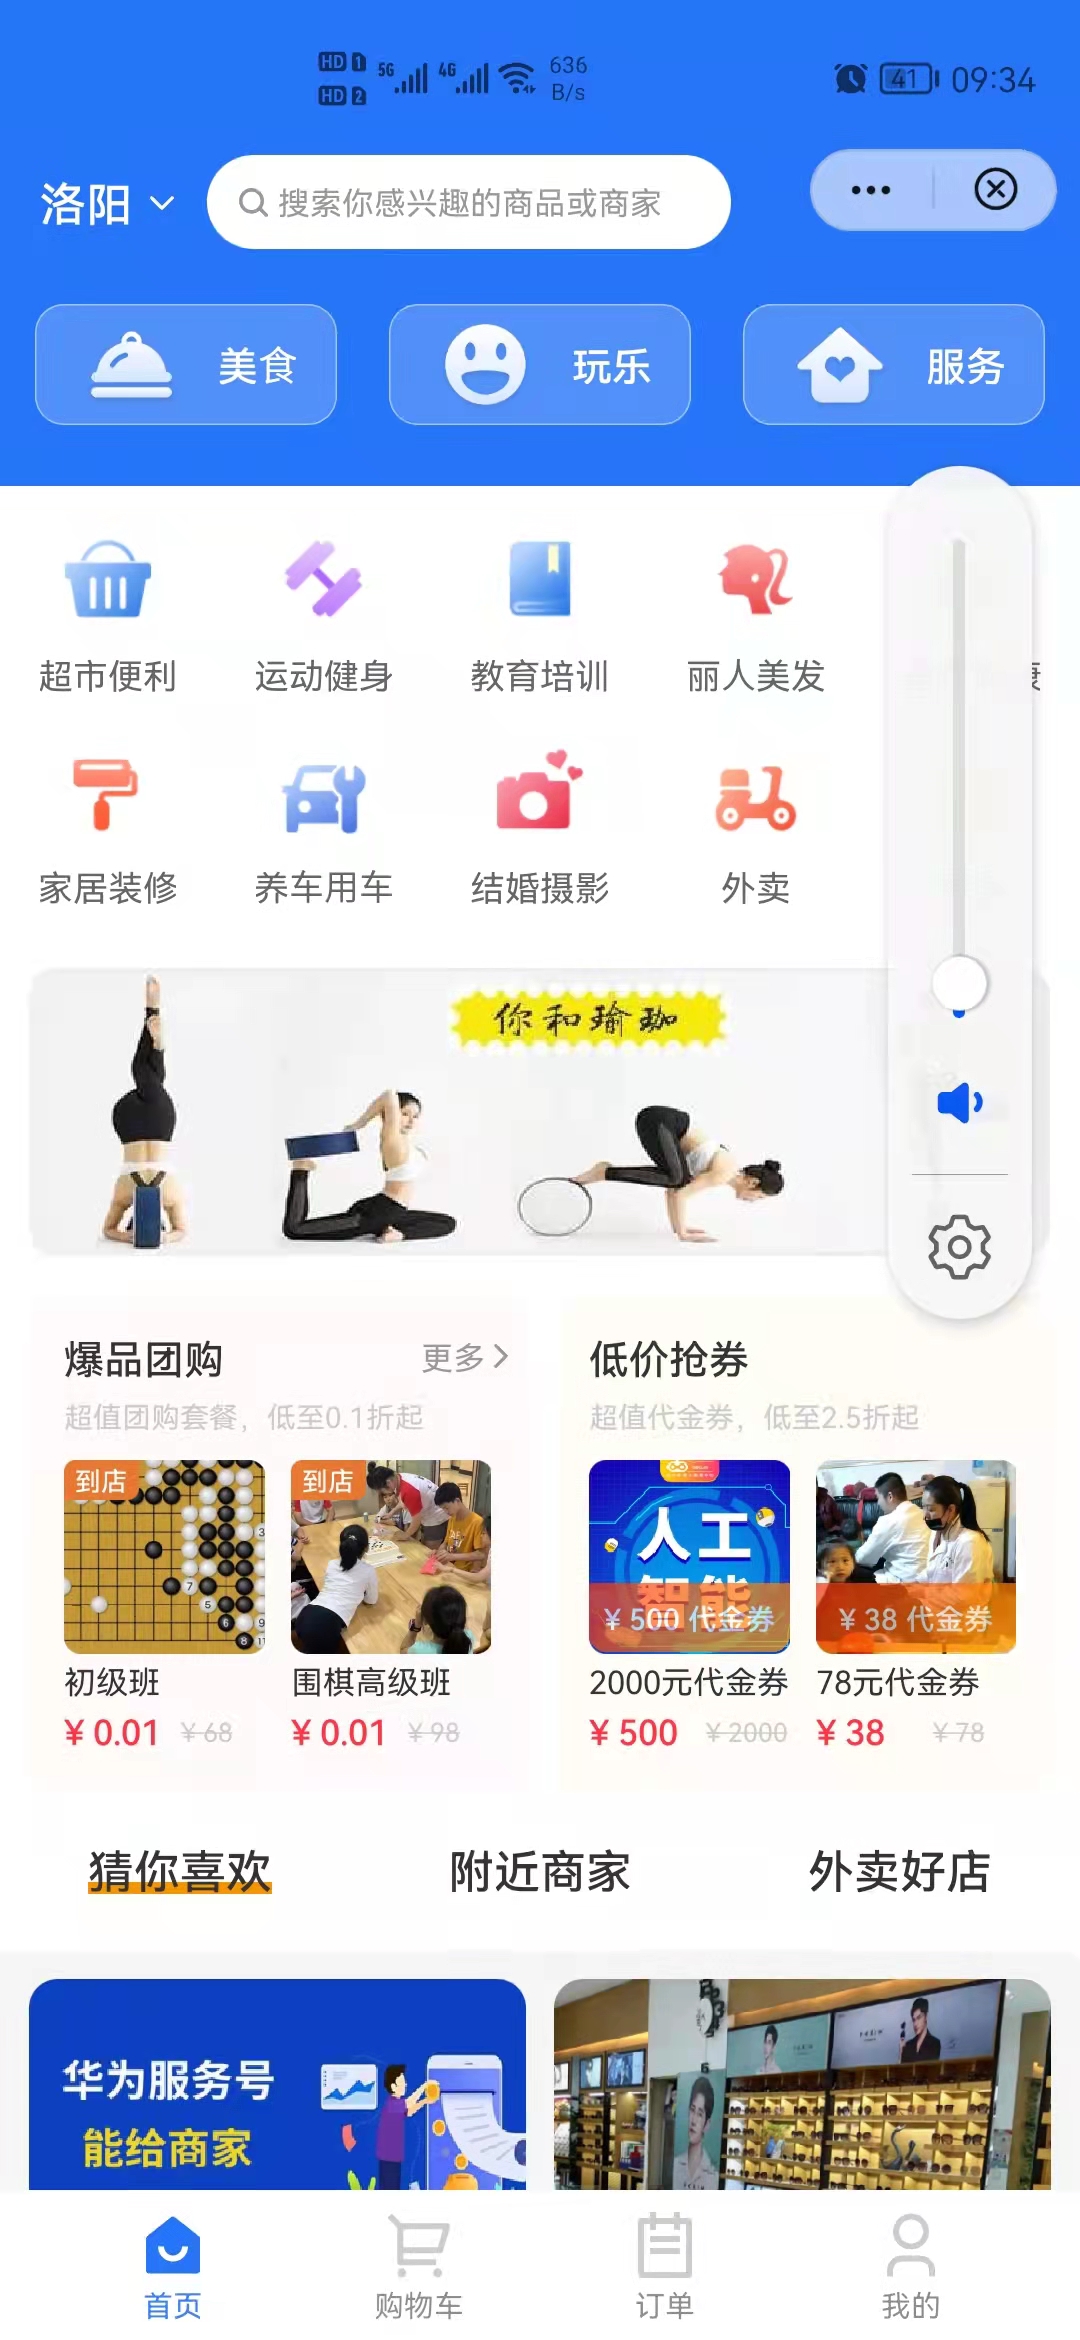 HD 1 5G 4G 636
HD 2 B/s
41 09:34
洛阳
搜索你感兴趣的商品或商家
美食 玩乐 服务
超市便利 运动健身 教育培训 丽人美发
家居装修 养车用车 结婚摄影 外卖
你和瑜珈
爆品团购 更多
超值团购套餐，低至0.1折起
低价抢券
超值代金券，低至2.5折起
到店
到店
人工
智能
¥500 代金券
¥38 代金券
初级班
¥0.01 ¥68
围棋高级班
¥0.01 ¥98
2000元代金券
¥500 ¥2000
78元代金券
¥38 ¥78
猜你喜欢 附近商家 外卖好店
华为服务号
能给商家
首页 购物车 订单 我的